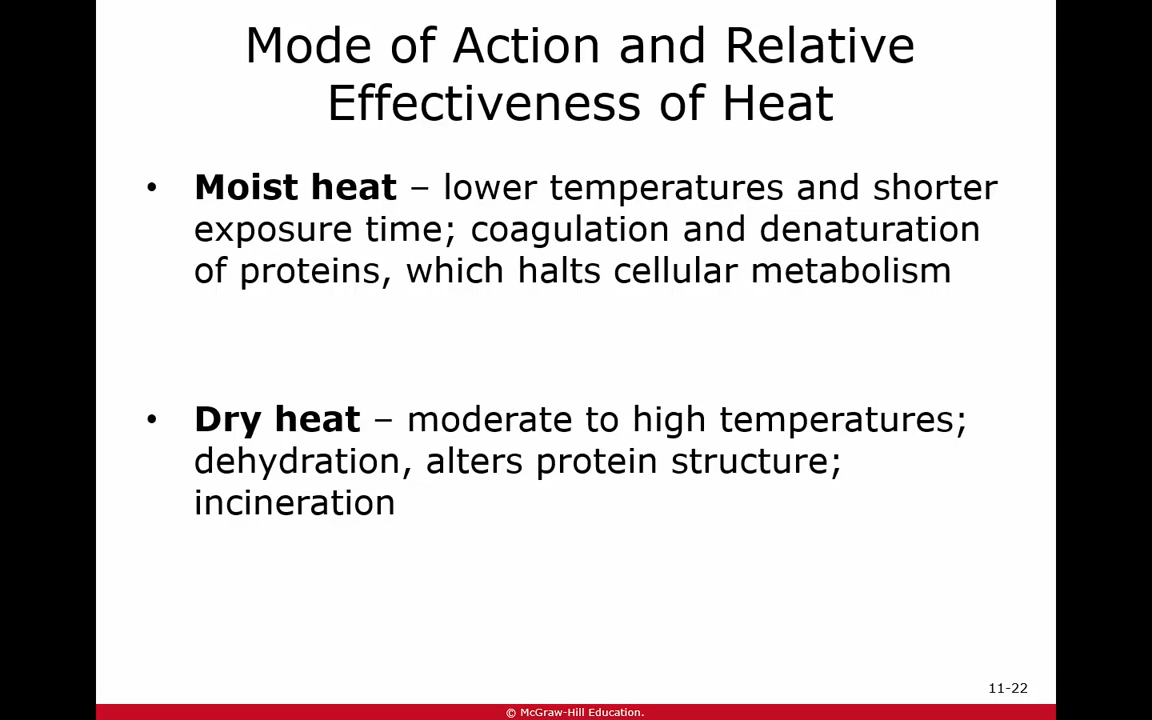 Mode of Action and Relative
Effectiveness of Heat
• Moist heat – lower temperatures and shorter
exposure time; coagulation and denaturation
of proteins, which halts cellular metabolism
• Dry heat – moderate to high temperatures;
dehydration, alters protein structure;
incineration
11-22
© McGraw-Hill Education.